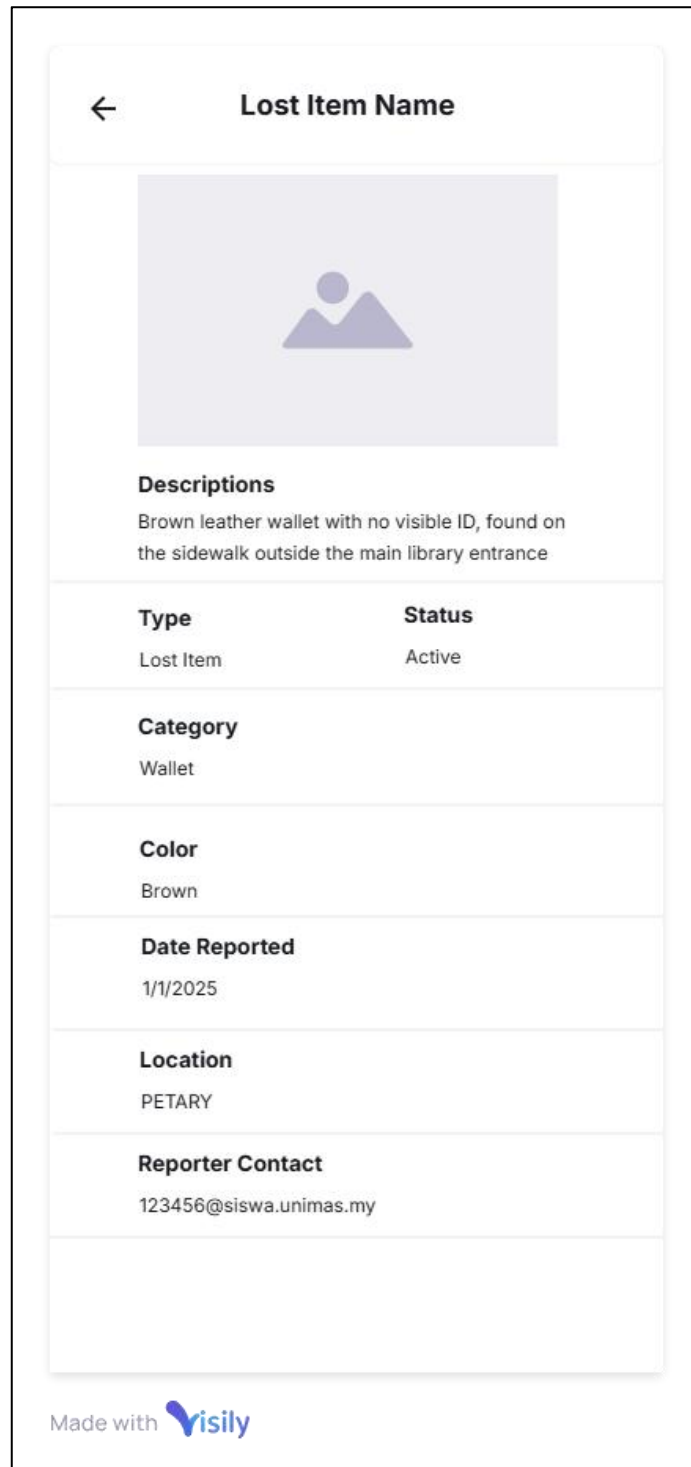 Lost Item Name
Descriptions
Brown leather wallet with no visible ID, found on
the sidewalk outside the main library entrance
Type
Status
Lost Item
Active
Category
Wallet
Color
Brown
Date Reported
1/1/2025
Location
PETARY
Reporter Contact
123456@siswa.unimas.my
Made with Visily